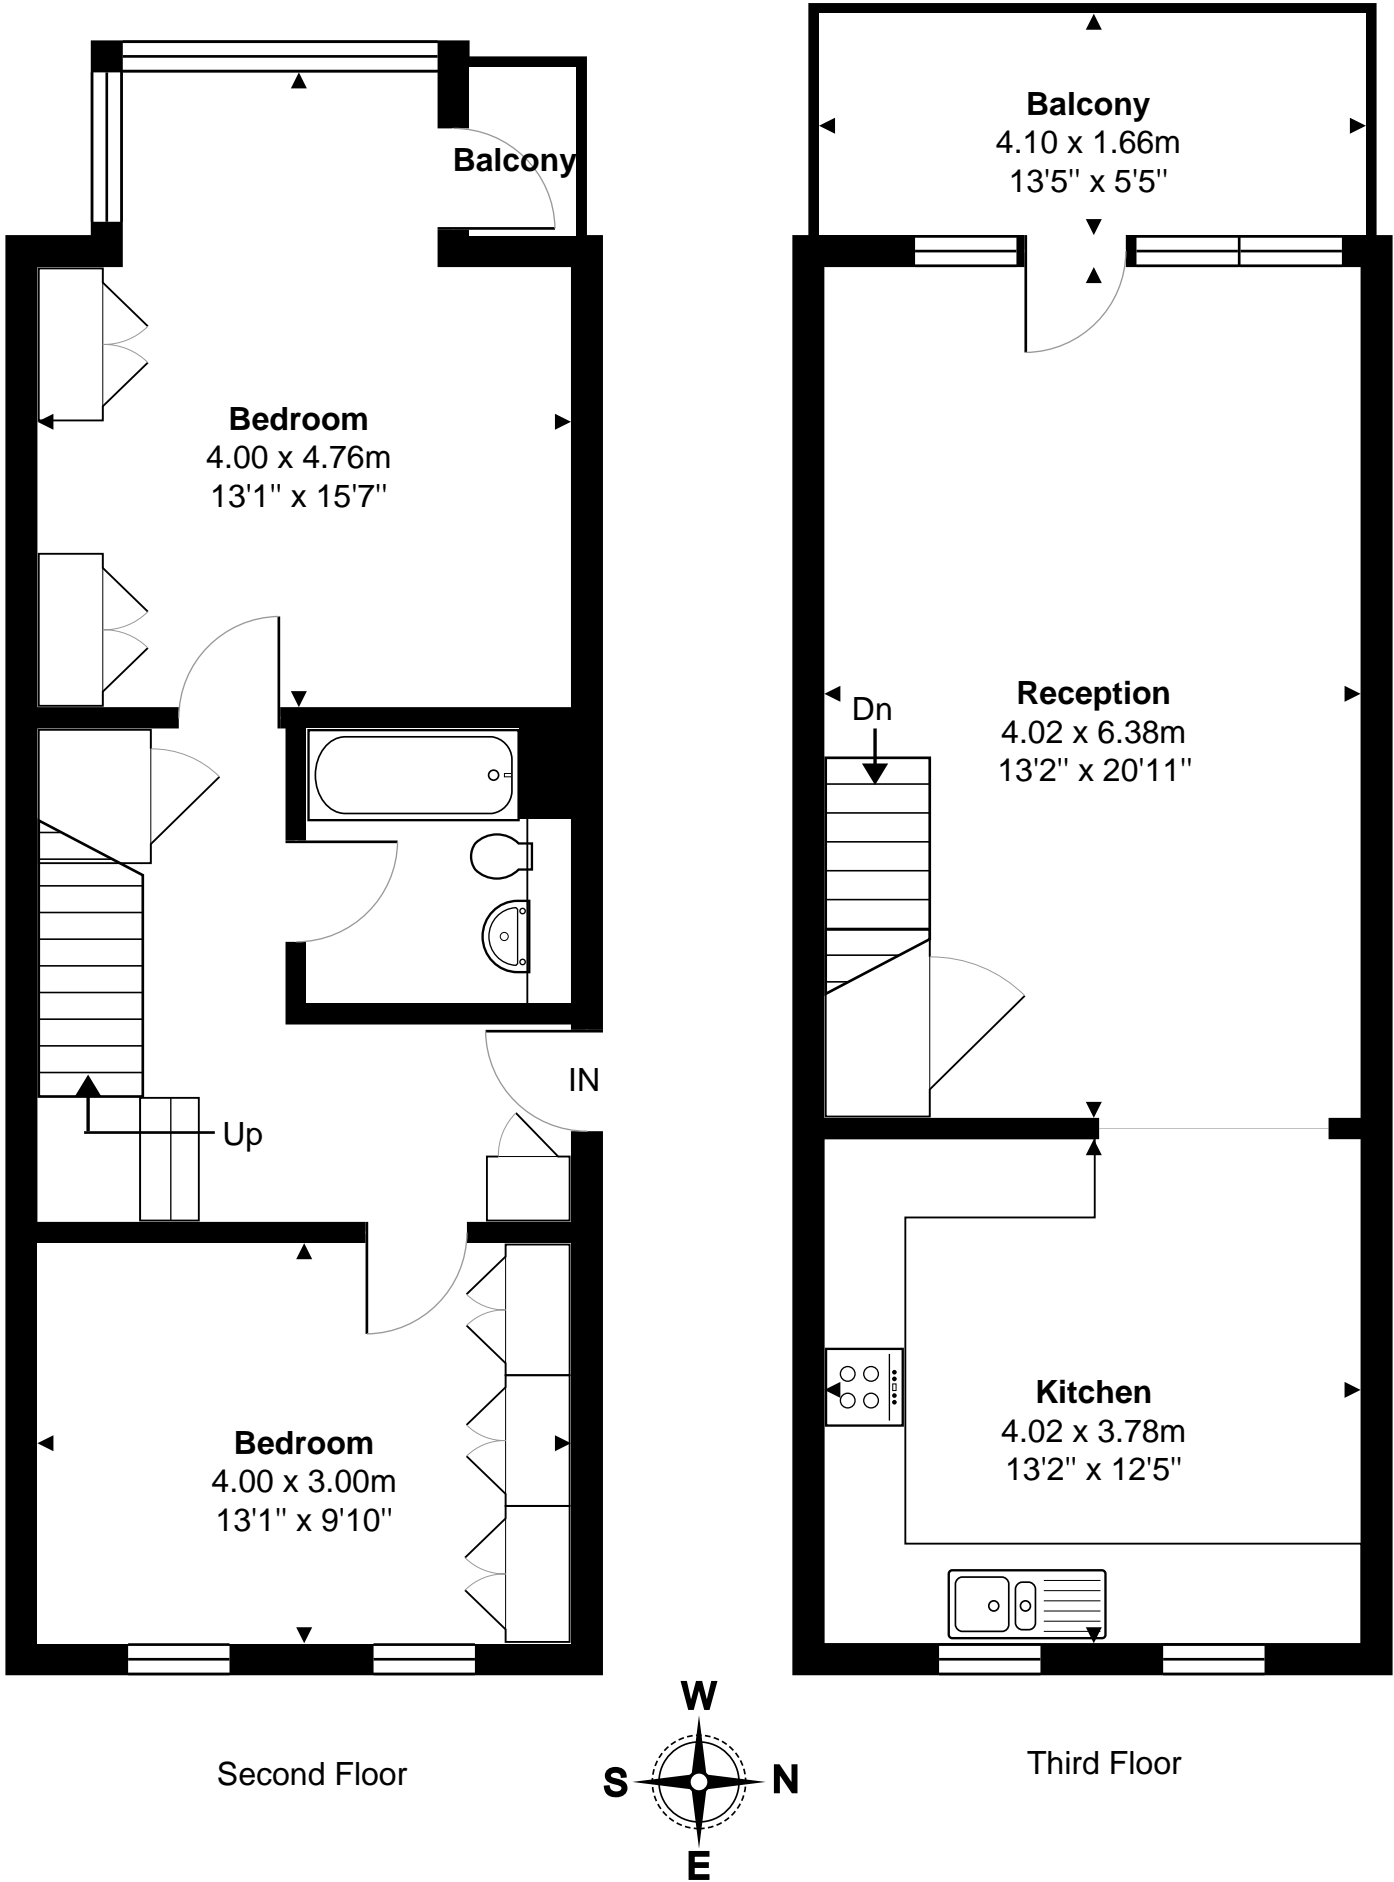 Balcony
Bedroom
4.00 x 4.76m
13'1" x 15'7"
Up
IN
Bedroom
4.00 x 3.00m
13'1" x 9'10"
Second Floor
Balcony
4.10 x 1.66m
13'5" x 5'5"
Dn
Reception
4.02 x 6.38m
13'2" x 20'11"
Kitchen
4.02 x 3.78m
13'2" x 12'5"
Third Floor
W
S N
E